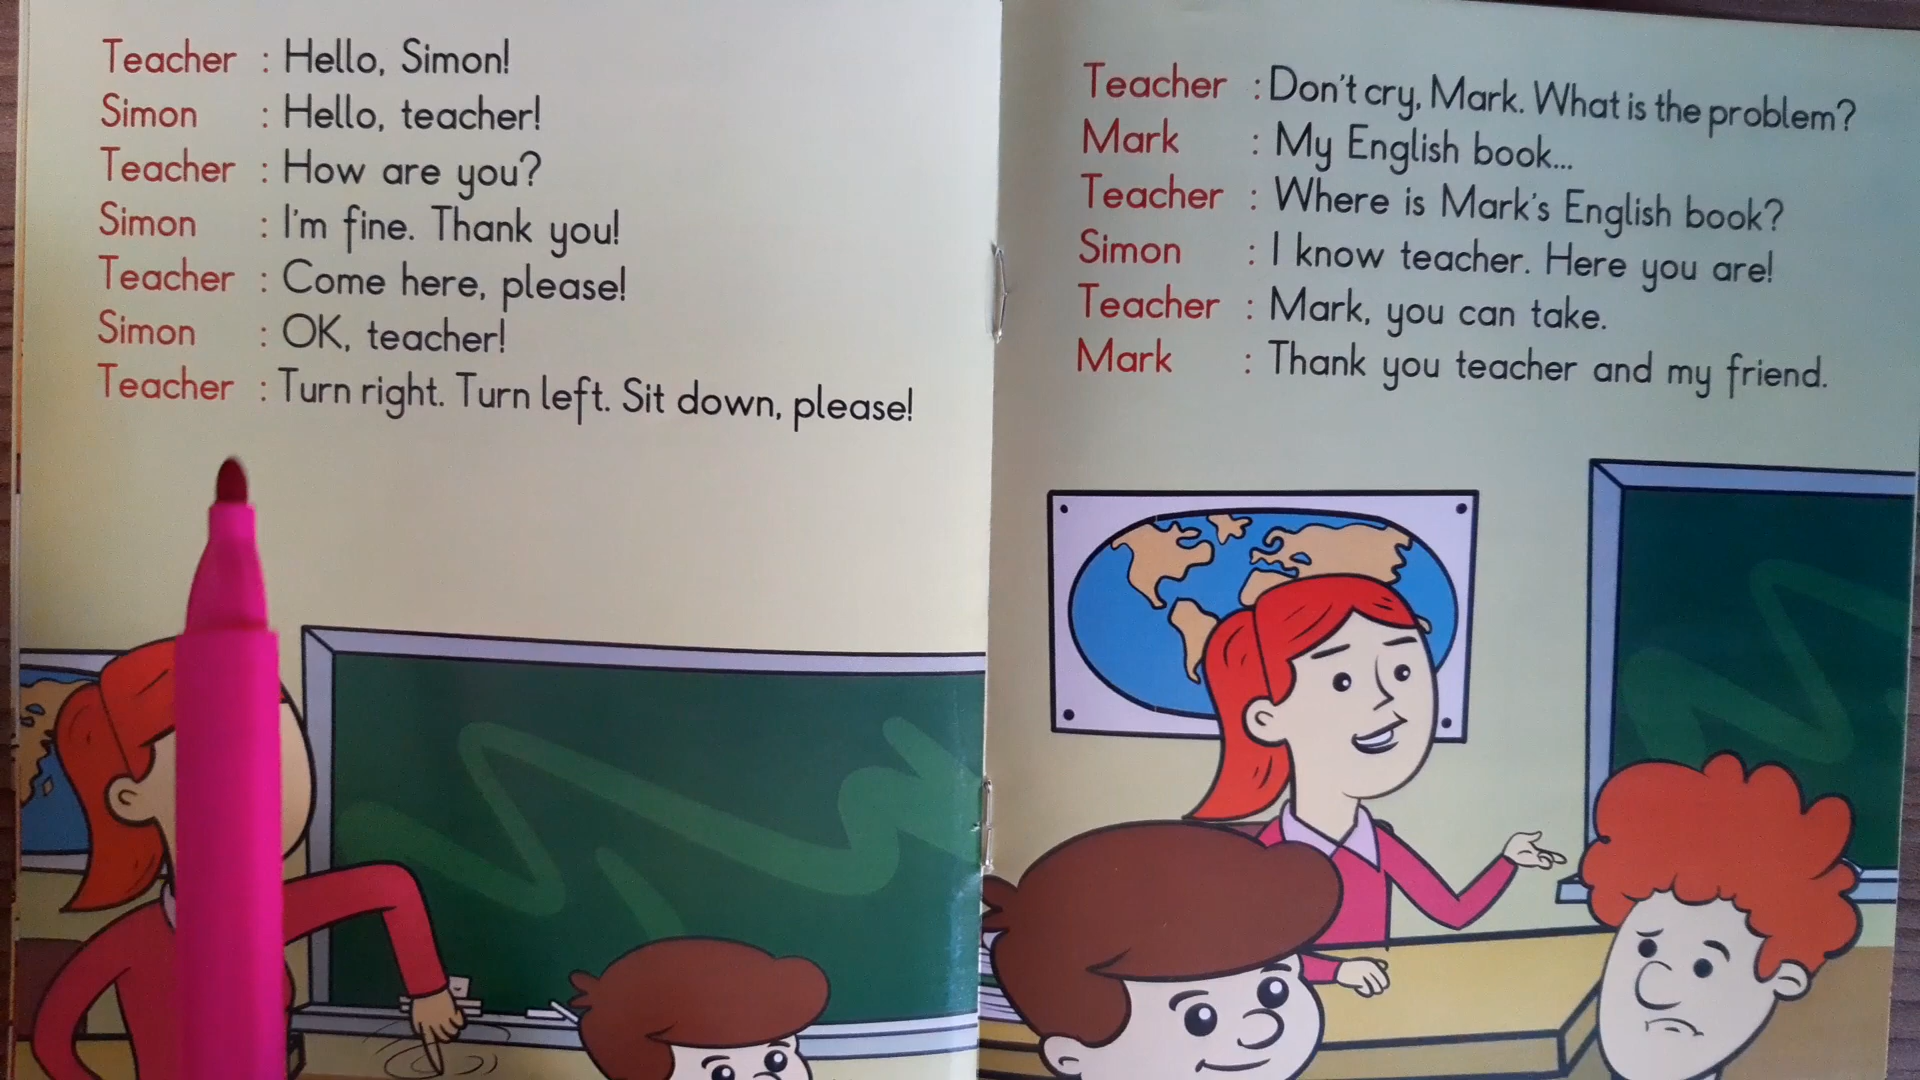 Teacher : Hello, Simon!
Simon : Hello, teacher!
Teacher : How are you?
Simon : I'm fine. Thank you!
Teacher : Come here, please!
Simon : OK, teacher!
Teacher : Turn right. Turn left. Sit down, please!
Teacher : Don't cry, Mark. What is the problem?
Mark : My English book...
Teacher : Where is Mark's English book?
Simon : I know teacher. Here you are!
Teacher : Mark, you can take.
Mark : Thank you teacher and my friend.